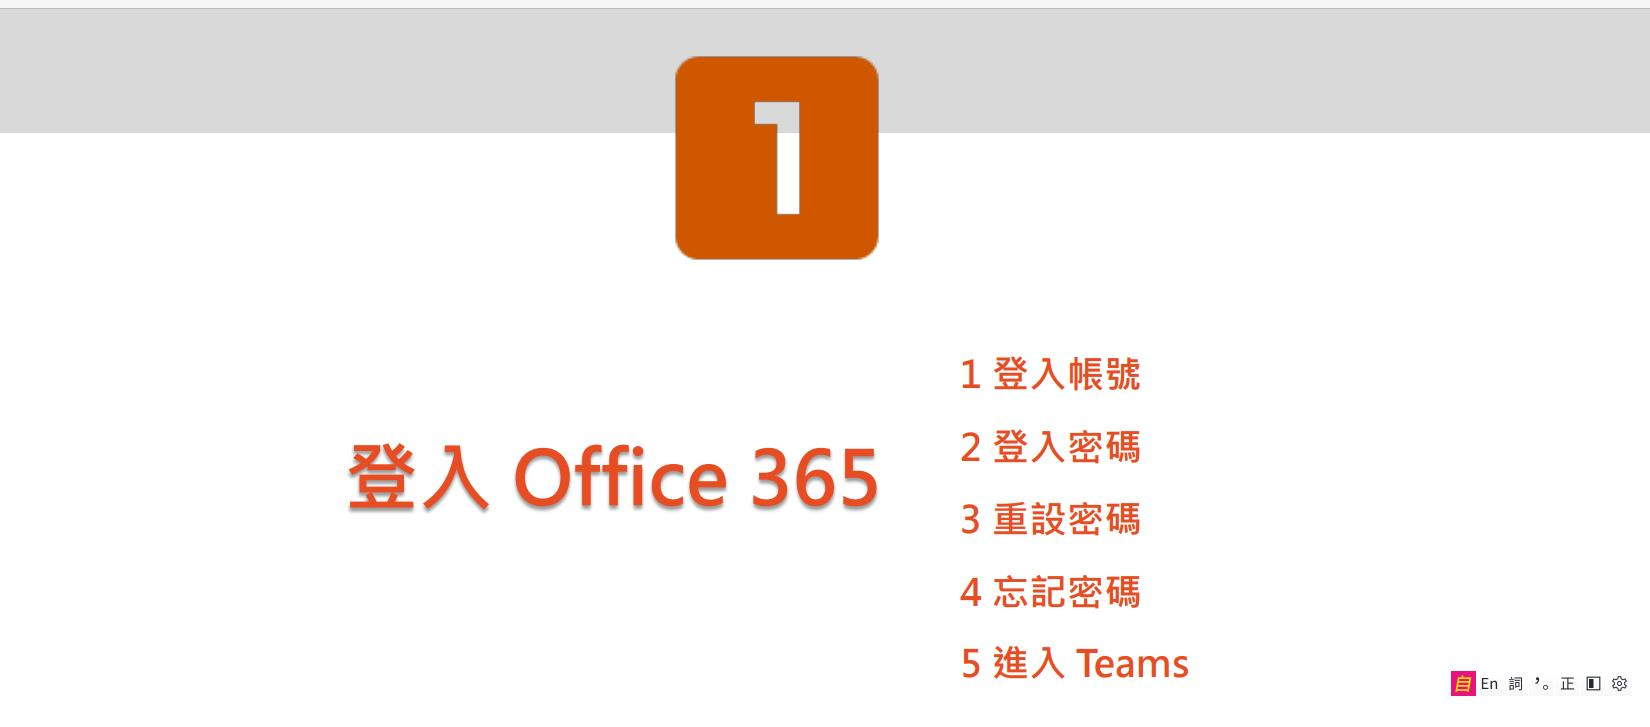 1
登入 Office 365
1 登入帳號
2 登入密碼
3 重設密碼
4 忘記密碼
5 進入 Teams
自 En 詞 ，。 正